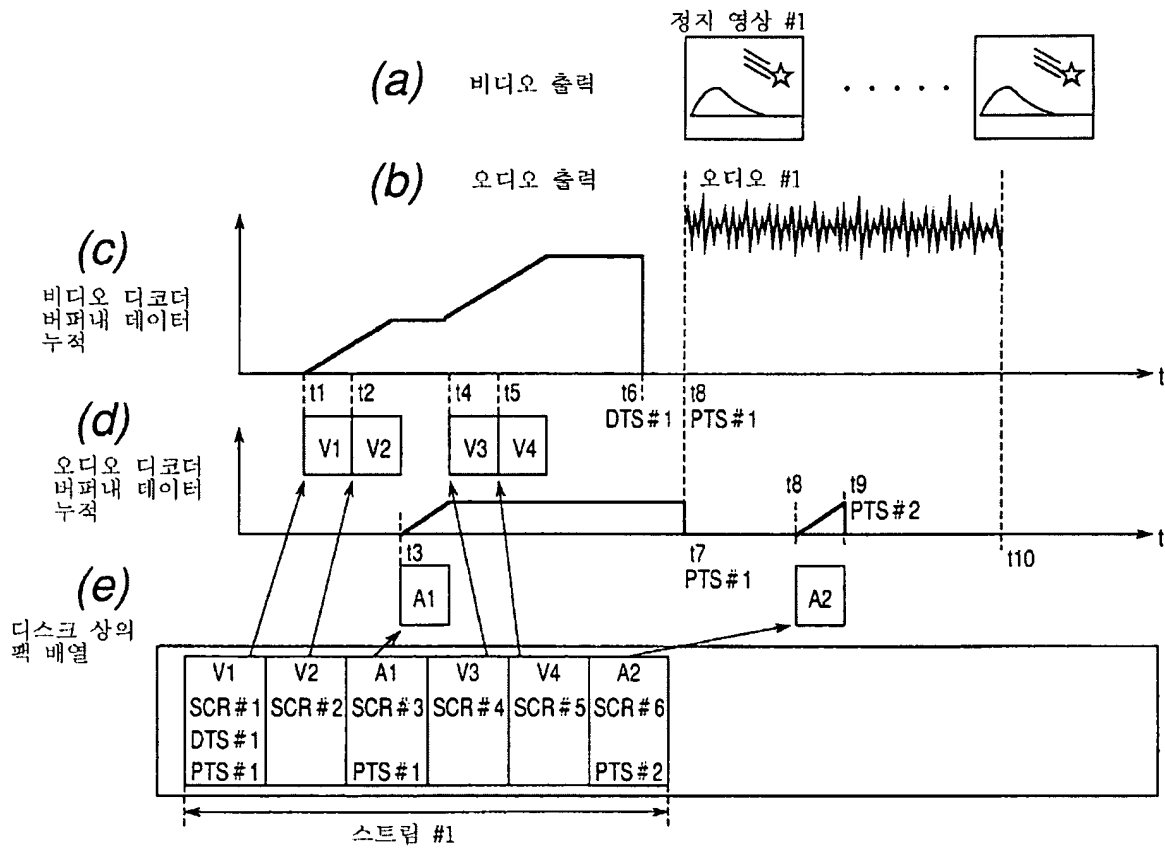 정지 영상 #1
(a) 비디오 출력
(b) 오디오 출력
오디오 #1
(c)
비디오 디코더
버퍼내 데이터
누적
t1 t2 t4 t5 t6 t8 t
DTS#1 PTS#1
(d)
V1 V2 V3 V4
오디오 디코더
버퍼내 데이터
누적
t8 t9
PTS#2
t
t3 t7 t10
PTS#1
(e)
A1 A2
디스크 상의
팩 배열
V1 V2 A1 V3 V4 A2
SCR#1 SCR#2 SCR#3 SCR#4 SCR#5 SCR#6
DTS#1
PTS#1 PTS#1 PTS#2
스트림 #1